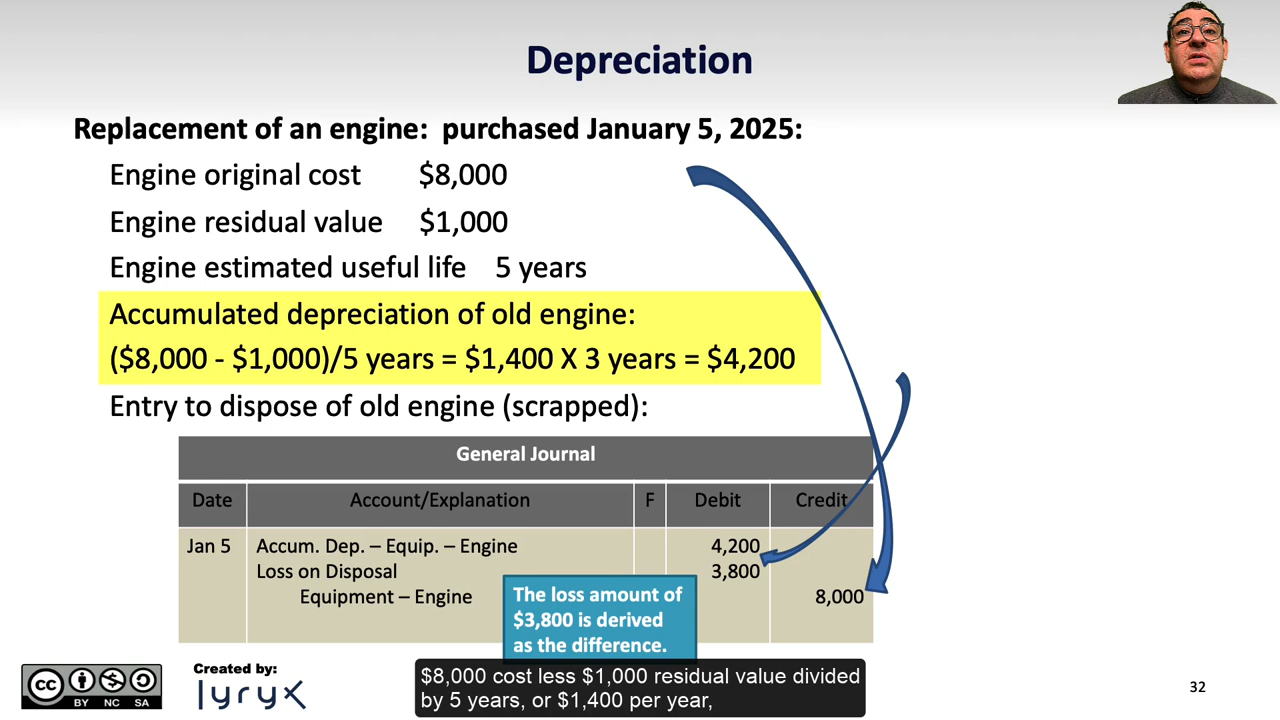 Depreciation
Replacement of an engine: purchased January 5, 2025:
Engine original cost $8,000
Engine residual value $1,000
Engine estimated useful life 5 years
Accumulated depreciation of old engine:
($8,000 - $1,000)/5 years = $1,400 X 3 years = $4,200
Entry to dispose of old engine (scrapped):
General Journal
Date Account/Explanation F Debit Credit
Jan 5 Accum. Dep. – Equip. – Engine 4,200
Loss on Disposal 3,800
Equipment – Engine 8,000
The loss amount of
$3,800 is derived
as the difference.
cc BY NC SA
Created by:
lyryx
$8,000 cost less $1,000 residual value divided
by 5 years, or $1,400 per year,
32